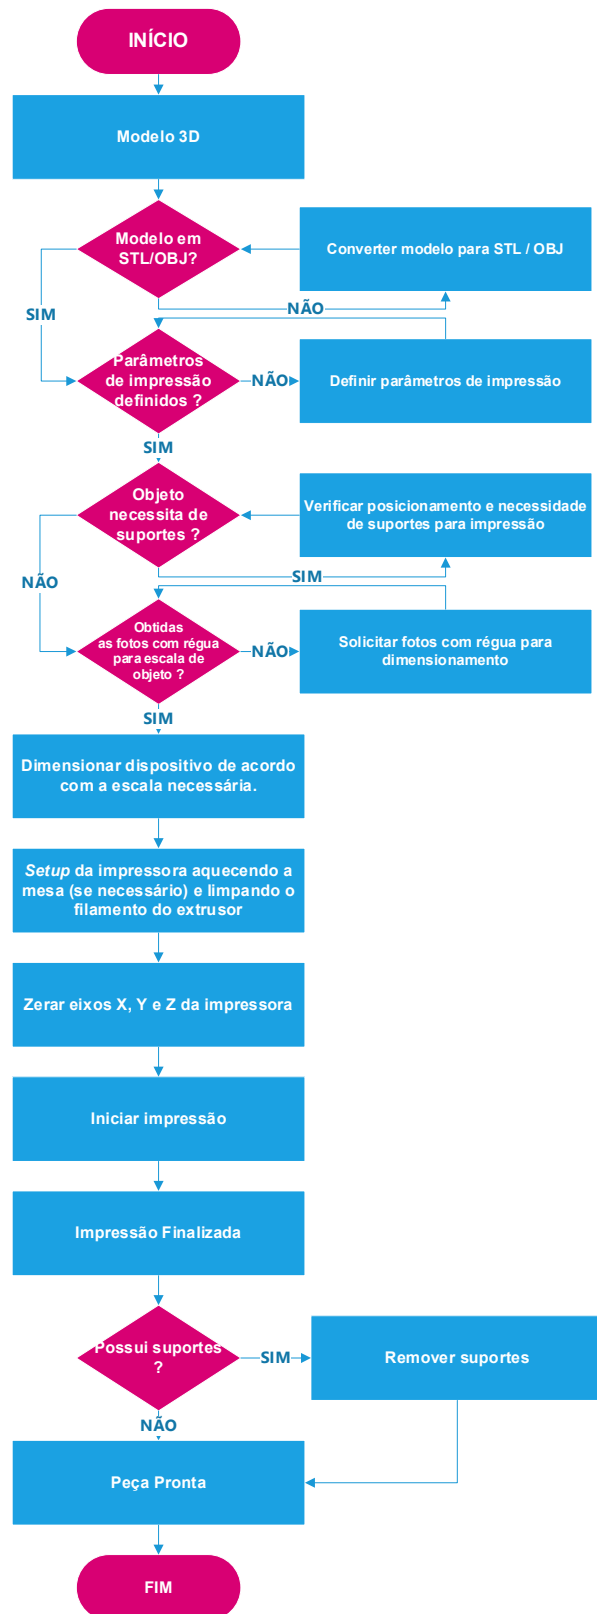 INÍCIO
Modelo 3D
Modelo em
STL/OBJ?
Converter modelo para STL / OBJ
NÃO
SIM
Parâmetros
de impressão
definidos ?
NÃO
Definir parâmetros de impressão
SIM
Objeto
necessita de
suportes ?
Verificar posicionamento e necessidade
de suportes para impressão
SIM
NÃO
Obtidas
as fotos com régua
para escala de
objeto ?
NÃO
Solicitar fotos com régua para
dimensionamento
SIM
Dimensionar dispositivo de acordo
com a escala necessária.
Setup da impressora aquecendo a
mesa (se necessário) e limpando o
filamento do extrusor
Zerar eixos X, Y e Z da impressora
Iniciar impressão
Impressão Finalizada
Possui suportes
?
SIM
Remover suportes
NÃO
Peça Pronta
FIM